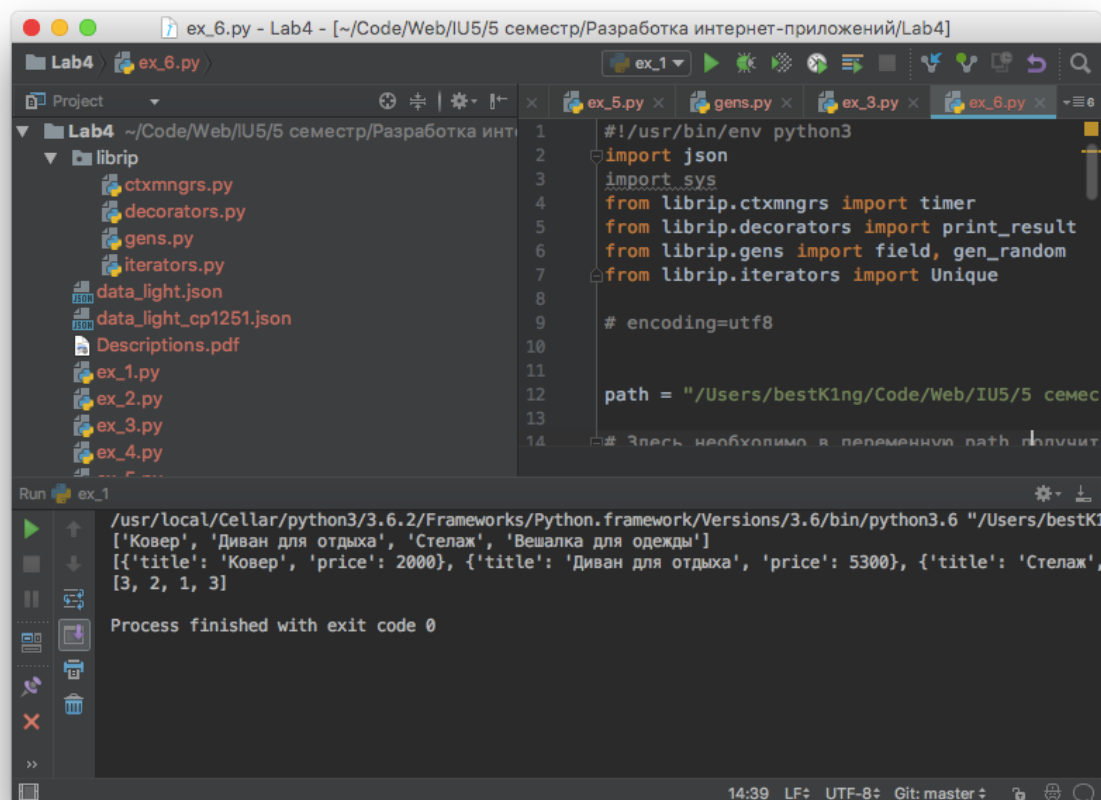 ex_6.py - Lab4 - [~/Code/Web/IU5/5 семестр/Разработка интернет-приложений/Lab4]
Lab4 ex_6.py ex_1
Project ex_5.py gens.py ex_3.py ex_6.py 6
Lab4 ~/Code/Web/IU5/5 семестр/Разработка инт
librip
ctxmngrs.py
decorators.py
gens.py
iterators.py
data_light.json
data_light_cp1251.json
Descriptions.pdf
ex_1.py
ex_2.py
ex_3.py
ex_4.py
ex_5.py
1 #!/usr/bin/env python3
2 import json
3 import sys
4 from librip.ctxmngrs import timer
5 from librip.decorators import print_result
6 from librip.gens import field, gen_random
7 from librip.iterators import Unique
8
9 # encoding=utf8
10
11
12 path = "/Users/bestK1ng/Code/Web/IU5/5 семес
13
14 # Здесь необходимо в переменную path получит
Run ex_1
/usr/local/Cellar/python3/3.6.2/Frameworks/Python.framework/Versions/3.6/bin/python3.6 "/Users/bestK1
['Ковер', 'Диван для отдыха', 'Стелаж', 'Вешалка для одежды']
[{'title': 'Ковер', 'price': 2000}, {'title': 'Диван для отдыха', 'price': 5300}, {'title': 'Стелаж',
[3, 2, 1, 3]
Process finished with exit code 0
14:39 LF UTF-8 Git: master